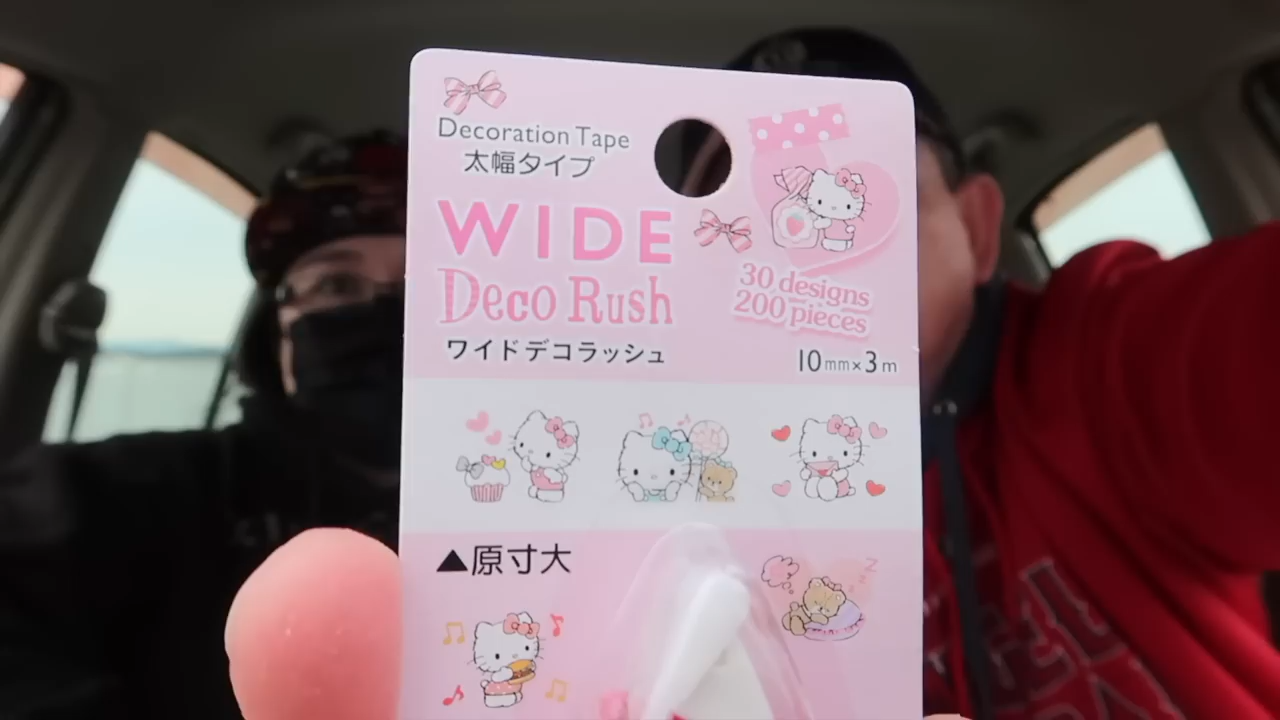 Decoration Tape
太幅タイプ
WIDE
Deco Rush
ワイドデコラッシュ
30 designs
200 pieces
10mm×3m
▲原寸大